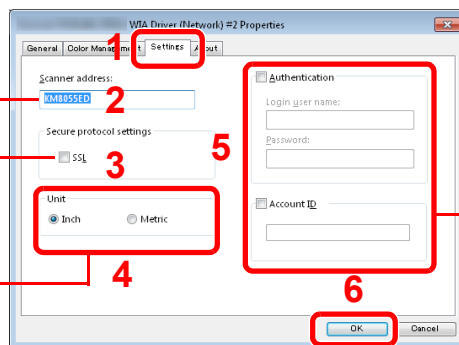 WIA Driver (Network) #2 Properties
General Color Management Settings About
1
Scanner address:
KM8055ED
2
Secure protocol settings
SSL
3
Unit
Inch Metric
4
5
Authentication
Login user name:
Password:
Account ID
6
OK Cancel